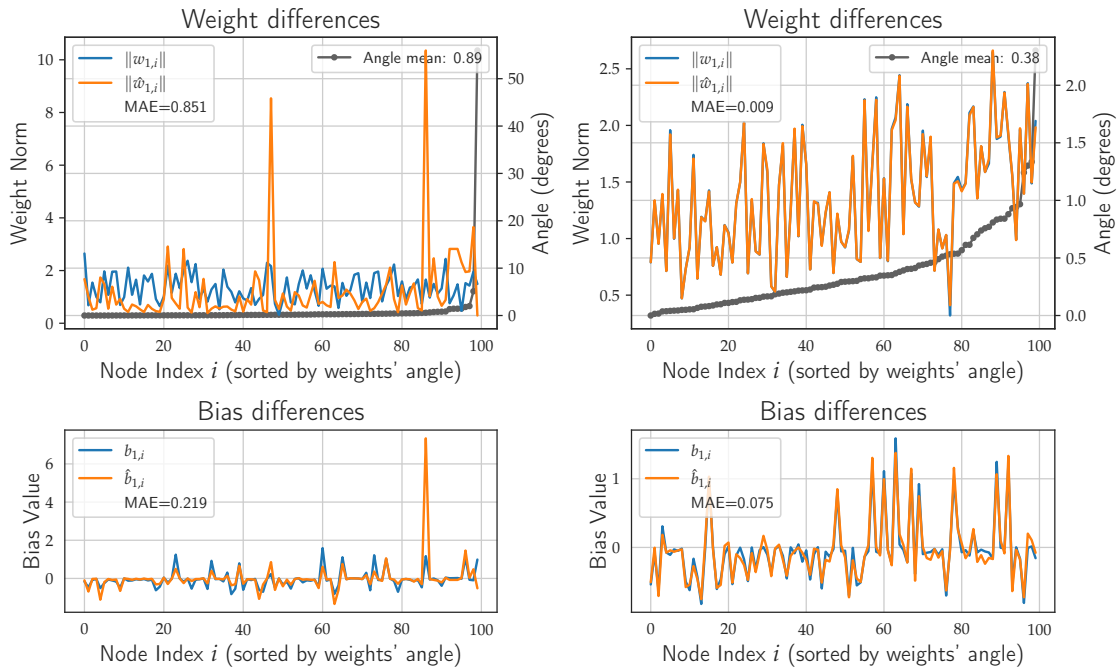 Weight differences
‖w1,i‖
‖ŵ1,i‖
MAE=0.851
Angle mean: 0.89
Weight Norm
10
8
6
4
2
0
Angle (degrees)
50
40
30
20
10
0
0 20 40 60 80 100
Node Index i (sorted by weights' angle)
Weight differences
‖w1,i‖
‖ŵ1,i‖
MAE=0.009
Angle mean: 0.38
Weight Norm
2.5
2.0
1.5
1.0
0.5
Angle (degrees)
2.0
1.5
1.0
0.5
0.0
0 20 40 60 80 100
Node Index i (sorted by weights' angle)
Bias differences
b1,i
b̂1,i
MAE=0.219
Bias Value
6
4
2
0
0 20 40 60 80 100
Node Index i (sorted by weights' angle)
Bias differences
b1,i
b̂1,i
MAE=0.075
Bias Value
1
0
0 20 40 60 80 100
Node Index i (sorted by weights' angle)